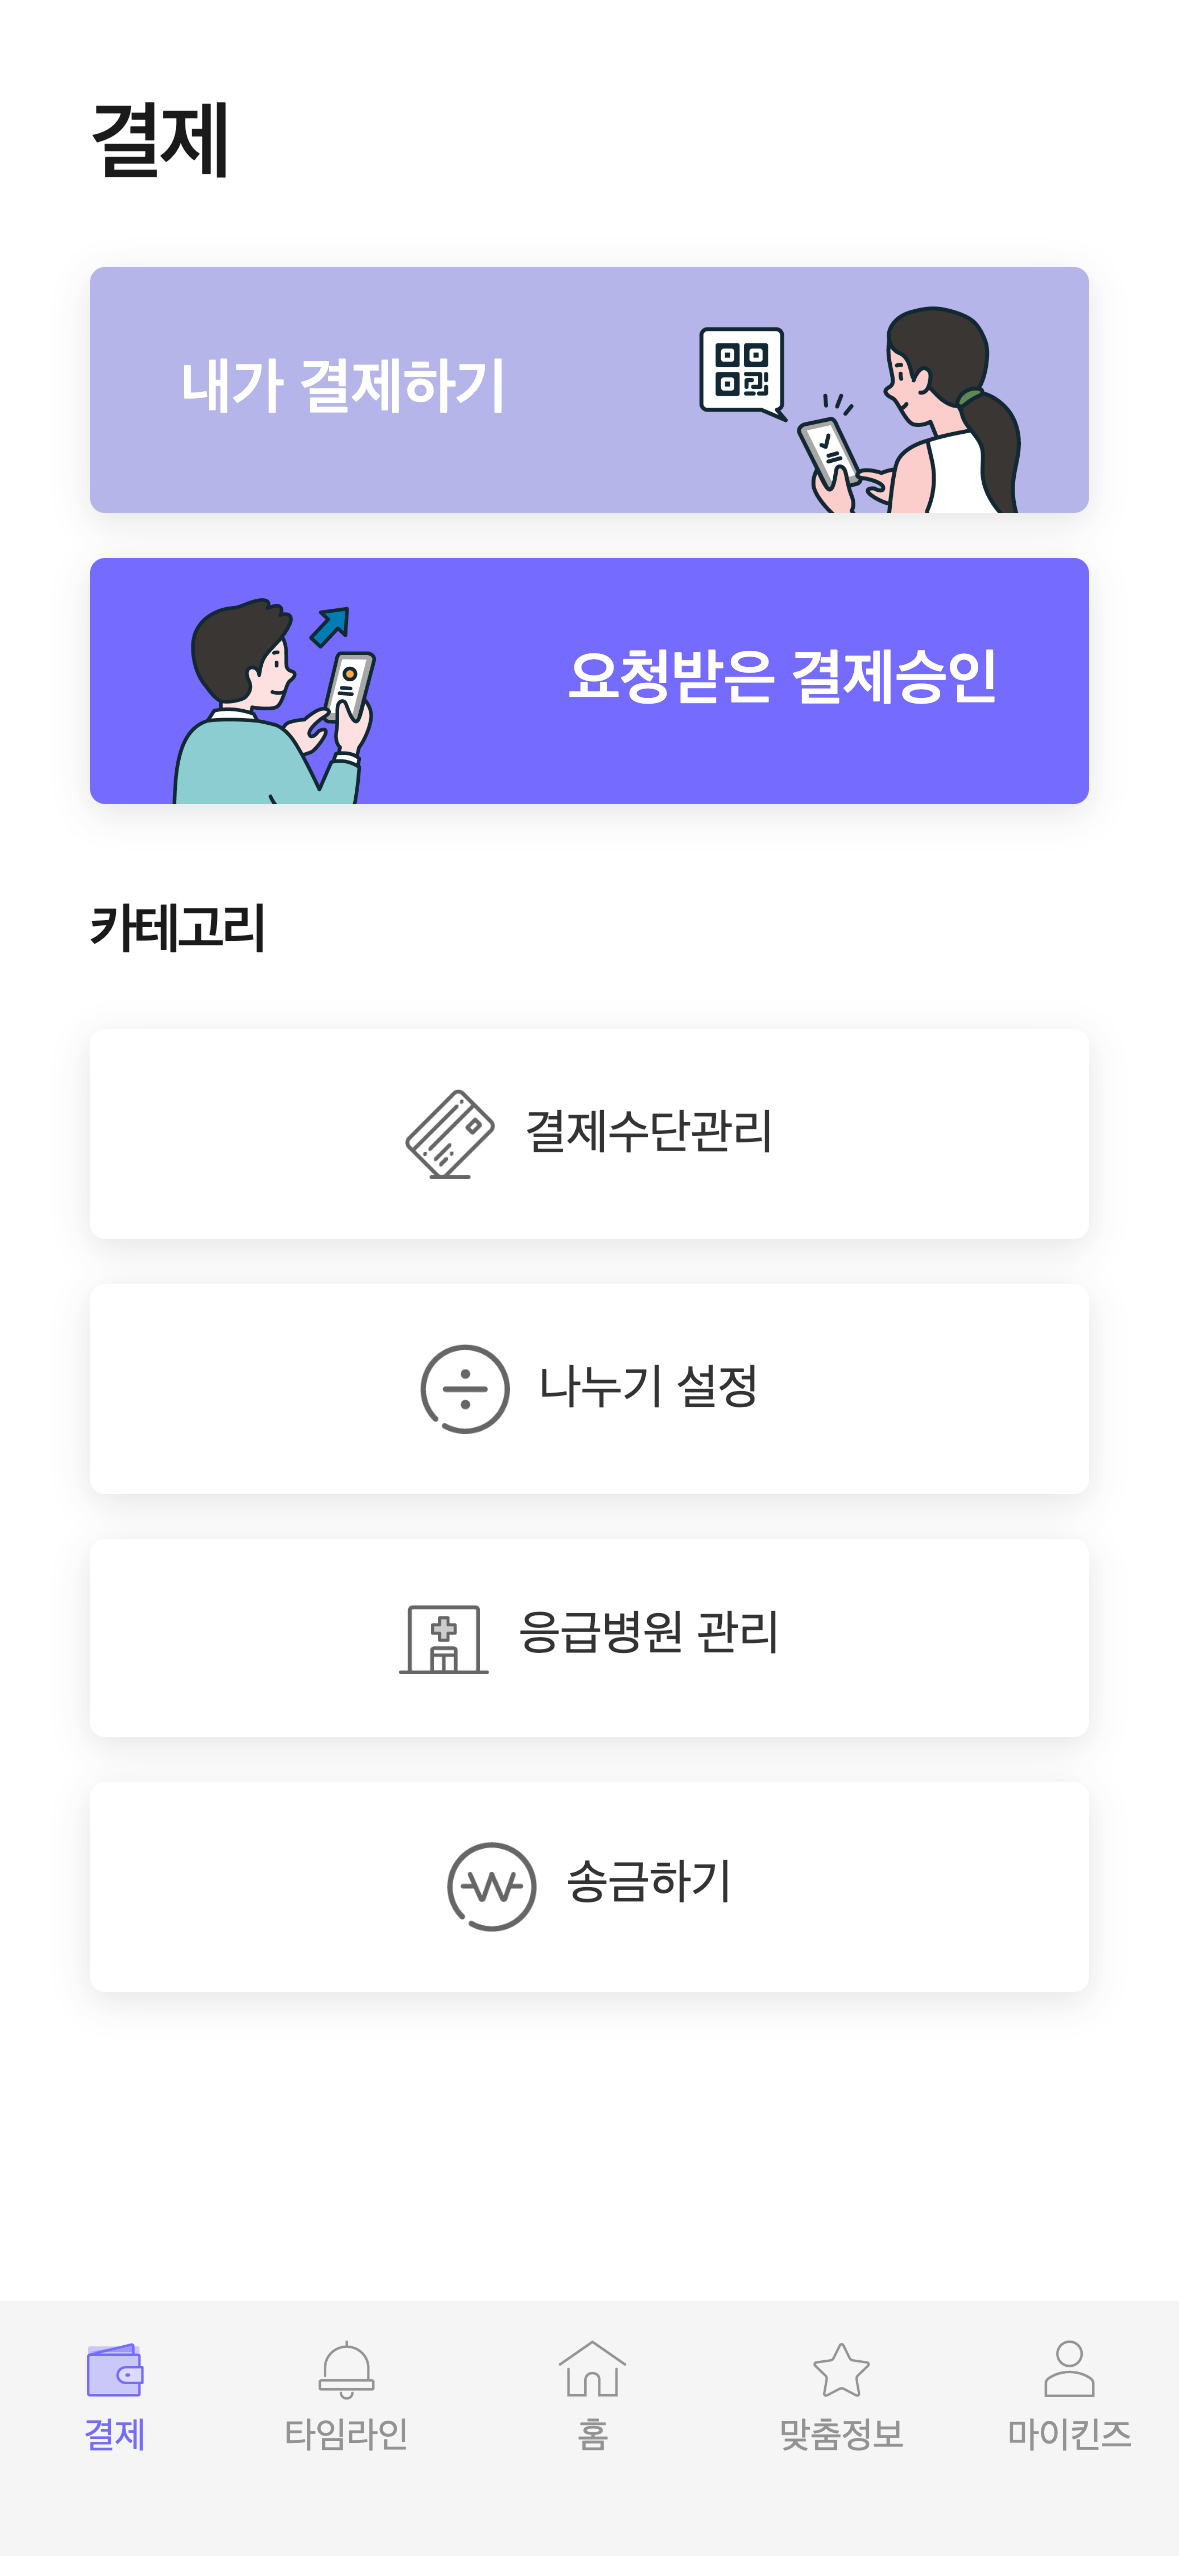 결제
내가 결제하기
요청받은 결제승인
카테고리
결제수단관리
나누기 설정
응급병원 관리
송금하기
결제
타임라인
홈
맞춤정보
마이킨즈